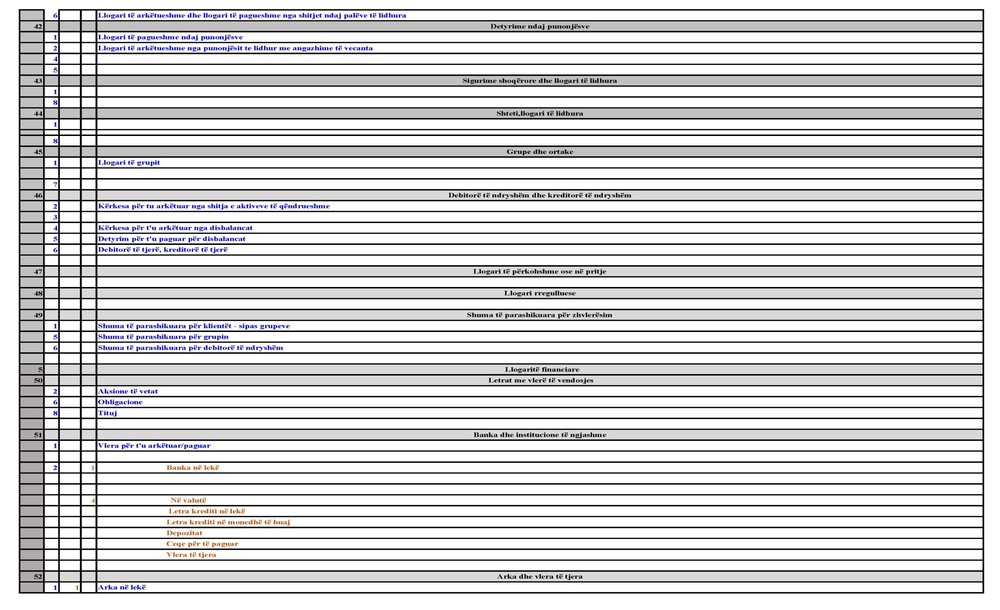 6 Llogari të arkëtueshme dhe llogari të pagueshme nga shitjet ndaj palëve të lidhura
42 Detyrime ndaj punonjësve
1 Llogari të pagueshme ndaj punonjësve
2 Llogari të arkëtueshme nga punonjësit te lidhur me angazhime të vecanta
4
5
43 Sigurime shoqërore dhe llogari të lidhura
1
8
44 Shteti,llogari të lidhura
1
8
45 Grupe dhe ortake
1 Llogari të grupit
7
46 Debitorë të ndryshëm dhe kreditorë të ndryshëm
2 Kërkesa për tu arkëtuar nga shitja e aktiveve të qëndrueshme
3
4 Kërkesa për t'u arkëtuar nga disbalancat
5 Detyrim për t'u paguar për disbalancat
6 Debitorë të tjerë, kreditorë të tjerë
47 Llogari të përkohshme ose në pritje
48 Llogari rregulluese
49 Shuma të parashikuara për zhvlerësim
1 Shuma të parashikuara për klientët - sipas grupeve
5 Shuma të parashikuara për grupin
6 Shuma të parashikuara për debitorë të ndryshëm
5 Llogaritë financiare
50 Letrat me vlerë të vendosjes
2 Aksione të vetat
6 Obligacione
8 Tituj
51 Banka dhe institucione të ngjashme
1 Vlera për t'u arkëtuar/paguar
2 1 Banka në lekë
4 Në valutë
Letra krediti në lekë
Letra krediti në monedhë të huaj
Depozitat
Ceqe për të paguar
Vlera të tjera
52 Arka dhe vlera të tjera
1 1 Arka në lekë